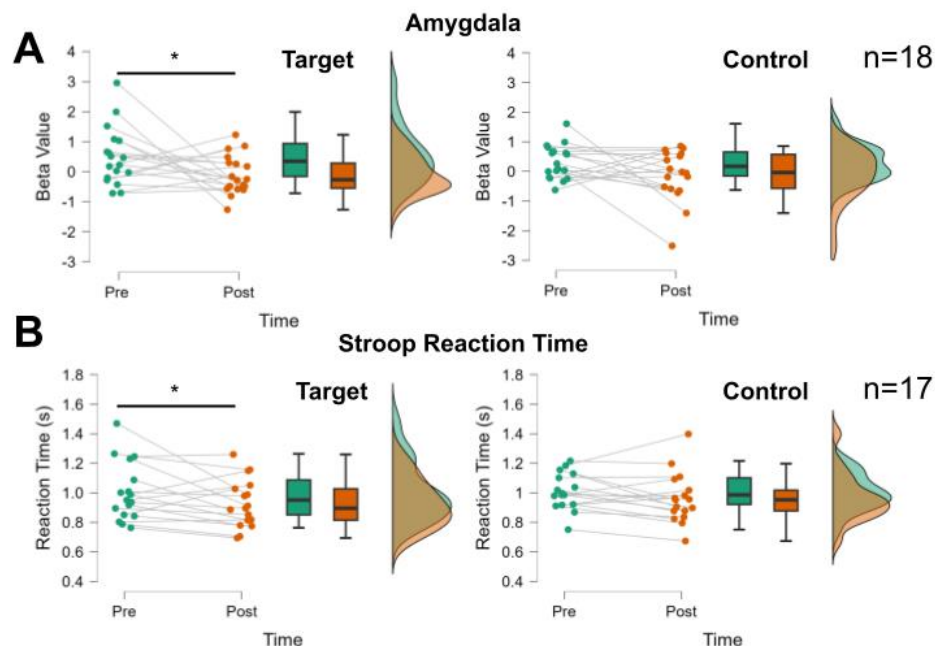 Amygdala
A
Target
Control
n=18
*
Beta Value
4
3
2
1
0
-1
-2
-3
Pre
Post
Time
Beta Value
4
3
2
1
0
-1
-2
-3
Pre
Post
Time
B
Stroop Reaction Time
Target
Control
n=17
*
Reaction Time (s)
1.8
1.6
1.4
1.2
1.0
0.8
0.6
0.4
Pre
Post
Time
Reaction Time (s)
1.8
1.6
1.4
1.2
1.0
0.8
0.6
0.4
Pre
Post
Time